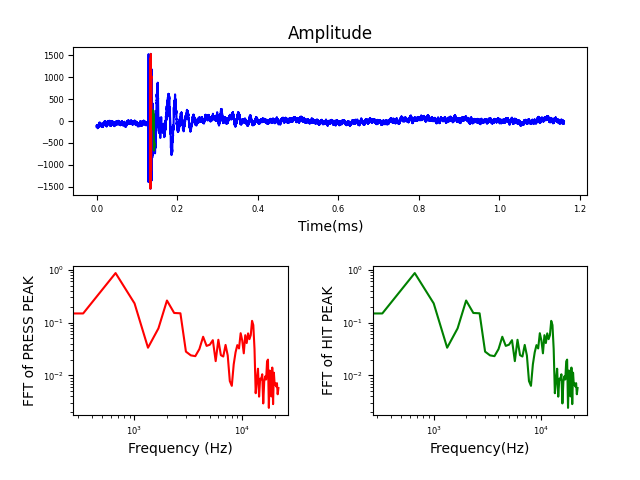 Amplitude
1500
1000
500
0
−500
−1000
−1500
0.0 0.2 0.4 0.6 0.8 1.0 1.2
Time(ms)
FFT of PRESS PEAK
10⁰
10⁻¹
10⁻²
10³ 10⁴
Frequency (Hz)
FFT of HIT PEAK
10⁰
10⁻¹
10⁻²
10³ 10⁴
Frequency(Hz)